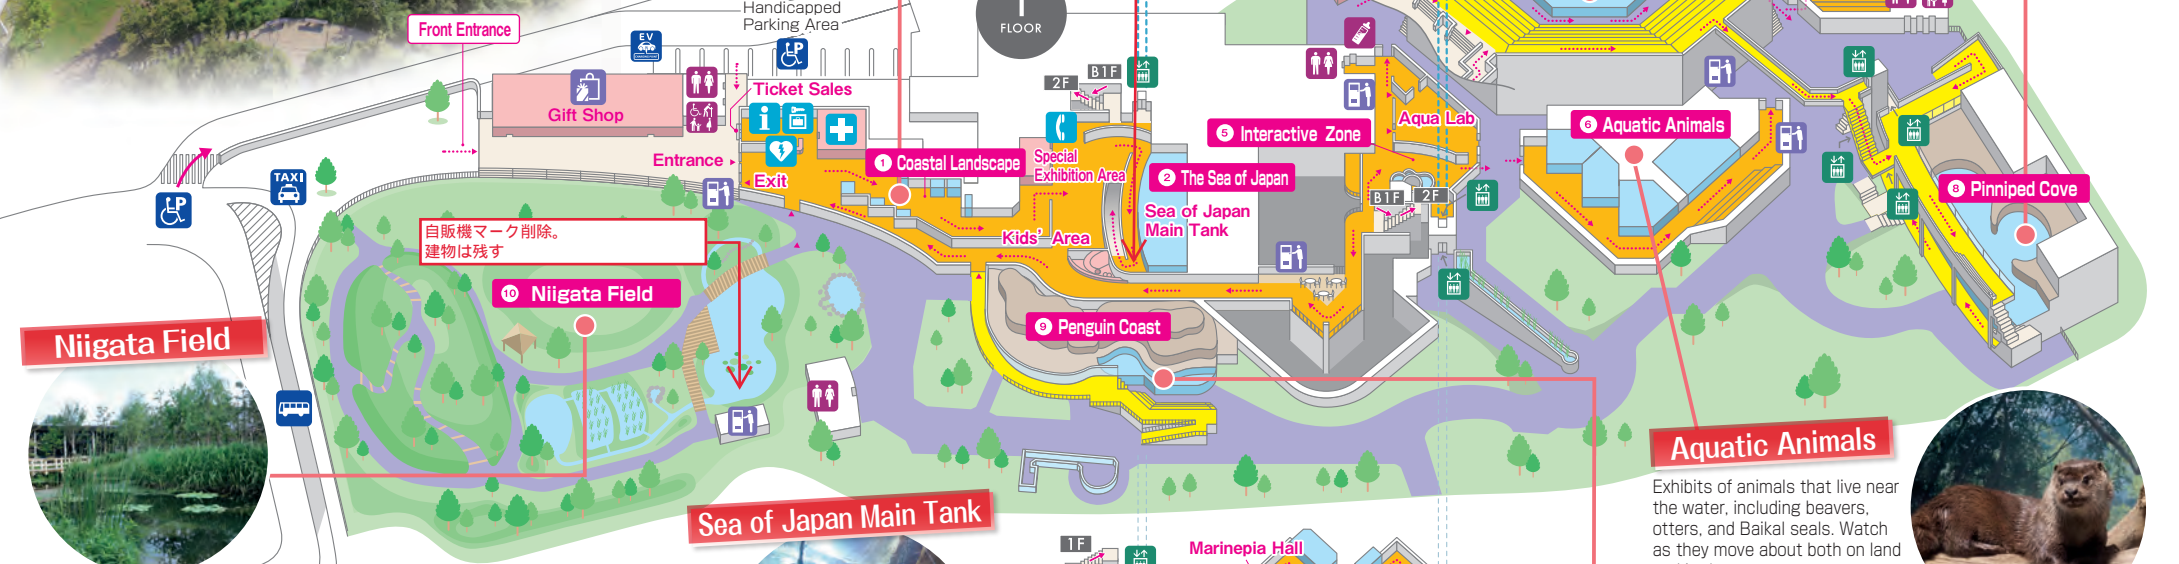 Handicapped
Parking Area
Front Entrance
EV
P
1
FLOOR
2F
B1F
Ticket Sales
Gift Shop
Entrance
Exit
① Coastal Landscape
Special
Exhibition Area
② The Sea of Japan
Sea of Japan
Main Tank
Kids' Area
⑤ Interactive Zone
Aqua Lab
B1F
2F
⑥ Aquatic Animals
⑧ Pinniped Cove
TAXI
P
自販機マーク削除。
建物は残す
⑩ Niigata Field
⑨ Penguin Coast
Niigata Field
Sea of Japan Main Tank
1F
Marinepia Hall
Aquatic Animals
Exhibits of animals that live near
the water, including beavers,
otters, and Baikal seals. Watch
as they move about both on land